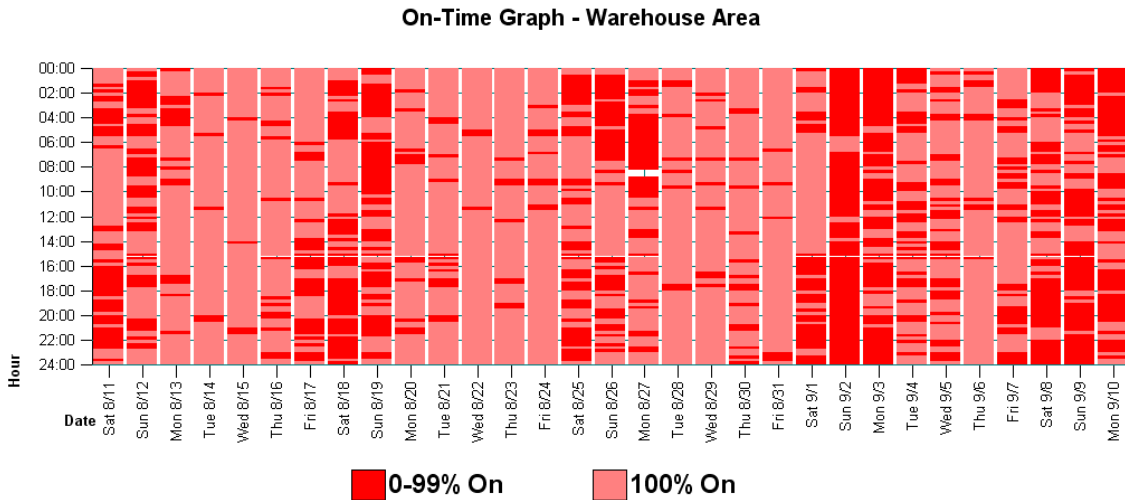 On-Time Graph - Warehouse Area
00:00
02:00
04:00
06:00
08:00
10:00
12:00
14:00
16:00
18:00
20:00
22:00
24:00
Hour
Date
Sat 8/11
Sun 8/12
Mon 8/13
Tue 8/14
Wed 8/15
Thu 8/16
Fri 8/17
Sat 8/18
Sun 8/19
Mon 8/20
Tue 8/21
Wed 8/22
Thu 8/23
Fri 8/24
Sat 8/25
Sun 8/26
Mon 8/27
Tue 8/28
Wed 8/29
Thu 8/30
Fri 8/31
Sat 9/1
Sun 9/2
Mon 9/3
Tue 9/4
Wed 9/5
Thu 9/6
Fri 9/7
Sat 9/8
Sun 9/9
Mon 9/10
0-99% On
100% On